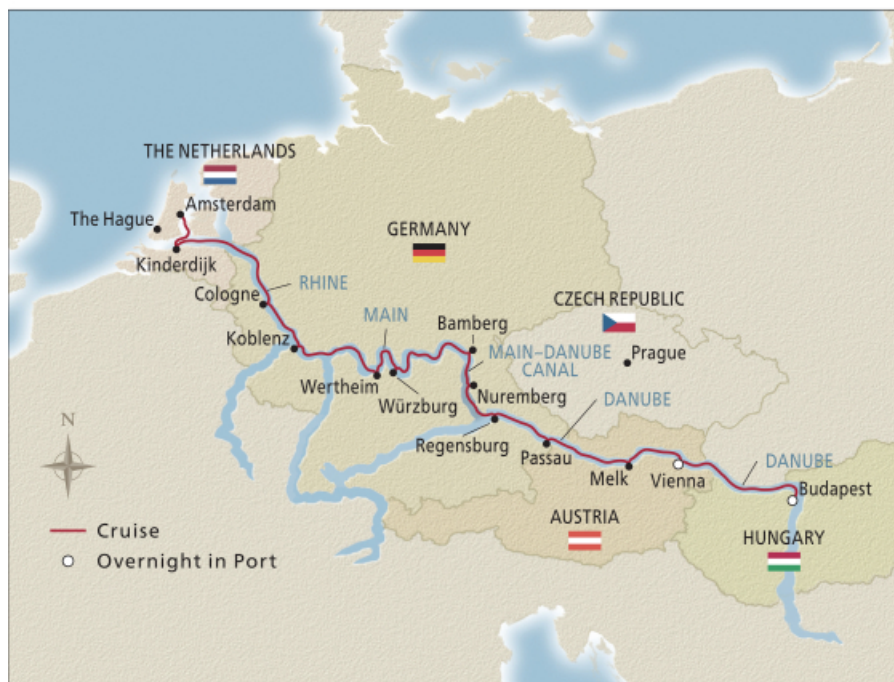 THE NETHERLANDS
Amsterdam
The Hague
Kinderdijk
GERMANY
RHINE
Cologne
CZECH REPUBLIC
MAIN
Bamberg
Koblenz
MAIN–DANUBE
CANAL
Prague
Wertheim
Würzburg
Nuremberg
DANUBE
Regensburg
N
Passau
DANUBE
Melk
Vienna
Budapest
AUSTRIA
HUNGARY
Cruise
Overnight in Port